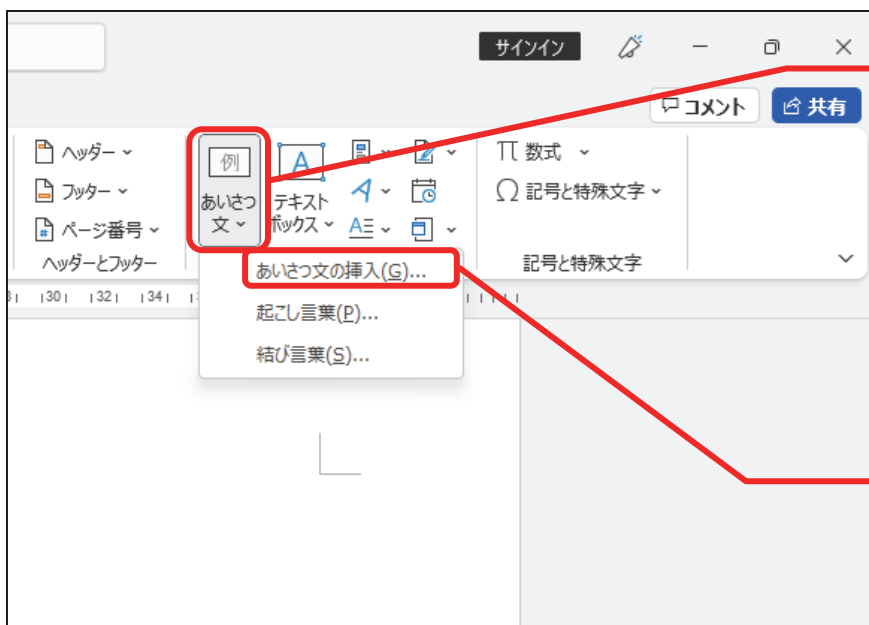 サインイン
コメント
共有
ヘッダー
フッター
ページ番号
ヘッダーとフッター
例
あいさつ
文
A
テキスト
ボックス
A
A
π 数式
Ω 記号と特殊文字
記号と特殊文字
あいさつ文の挿入(G)...
起こし言葉(P)...
結び言葉(S)...
30 32 34